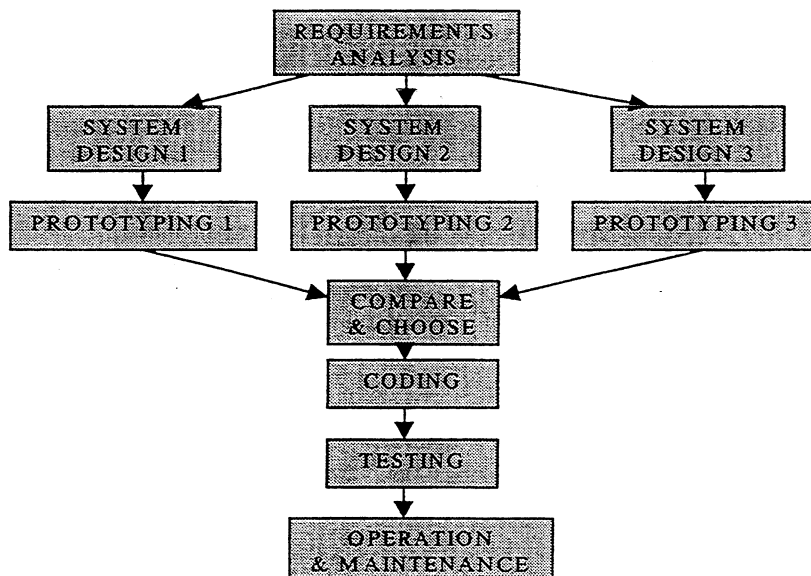 REQUIREMENTS
ANALYSIS
SYSTEM
DESIGN 1
SYSTEM
DESIGN 2
SYSTEM
DESIGN 3
PROTOTYPING 1
PROTOTYPING 2
PROTOTYPING 3
COMPARE
& CHOOSE
CODING
TESTING
OPERATION
& MAINTENANCE